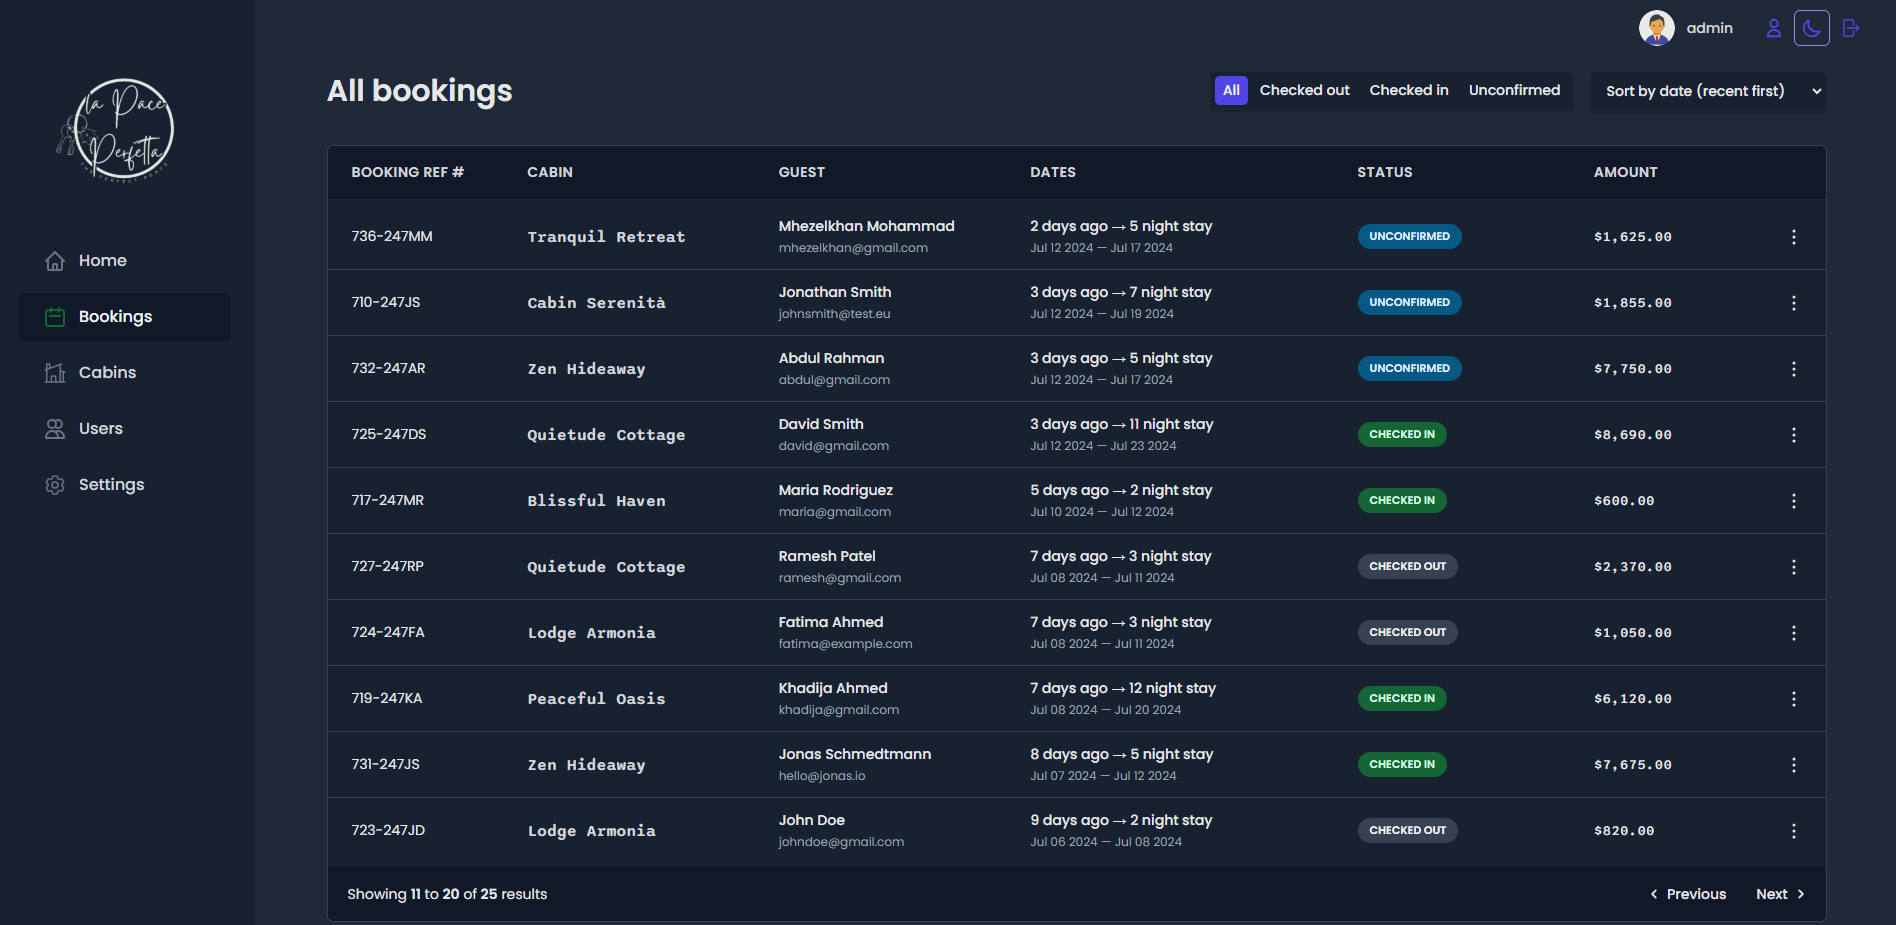 la Pace
Perfetta
THE PERFECT PEACE
Home
Bookings
Cabins
Users
Settings
admin
All bookings
All Checked out Checked in Unconfirmed Sort by date (recent first)
BOOKING REF # CABIN GUEST DATES STATUS AMOUNT
736-247MM Tranquil Retreat Mhezelkhan Mohammad 2 days ago → 5 night stay UNCONFIRMED $1,625.00
mhezelkhan@gmail.com Jul 12 2024 — Jul 17 2024
710-247JS Cabin Serenità Jonathan Smith 3 days ago → 7 night stay UNCONFIRMED $1,855.00
johnsmith@test.eu Jul 12 2024 — Jul 19 2024
732-247AR Zen Hideaway Abdul Rahman 3 days ago → 5 night stay UNCONFIRMED $7,750.00
abdul@gmail.com Jul 12 2024 — Jul 17 2024
725-247DS Quietude Cottage David Smith 3 days ago → 11 night stay CHECKED IN $8,690.00
david@gmail.com Jul 12 2024 — Jul 23 2024
717-247MR Blissful Haven Maria Rodriguez 5 days ago → 2 night stay CHECKED IN $600.00
maria@gmail.com Jul 10 2024 — Jul 12 2024
727-247RP Quietude Cottage Ramesh Patel 7 days ago → 3 night stay CHECKED OUT $2,370.00
ramesh@gmail.com Jul 08 2024 — Jul 11 2024
724-247FA Lodge Armonia Fatima Ahmed 7 days ago → 3 night stay CHECKED OUT $1,050.00
fatima@example.com Jul 08 2024 — Jul 11 2024
719-247KA Peaceful Oasis Khadija Ahmed 7 days ago → 12 night stay CHECKED IN $6,120.00
khadija@gmail.com Jul 08 2024 — Jul 20 2024
731-247JS Zen Hideaway Jonas Schmedtmann 8 days ago → 5 night stay CHECKED IN $7,675.00
hello@jonas.io Jul 07 2024 — Jul 12 2024
723-247JD Lodge Armonia John Doe 9 days ago → 2 night stay CHECKED OUT $820.00
johndoe@gmail.com Jul 06 2024 — Jul 08 2024
Showing 11 to 20 of 25 results Previous Next